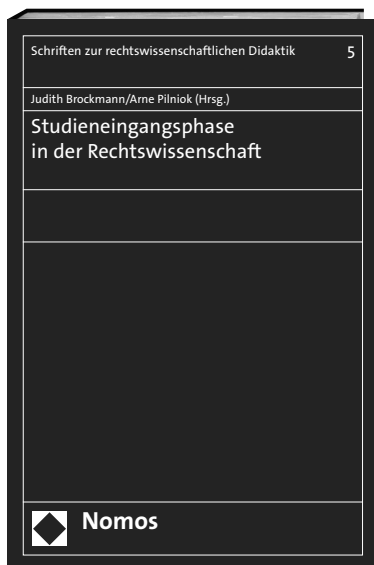 Schriften zur rechtswissenschaftlichen Didaktik 5
Judith Brockmann/Arne Pilniok (Hrsg.)
Studieneingangsphase
in der Rechtswissenschaft
Nomos